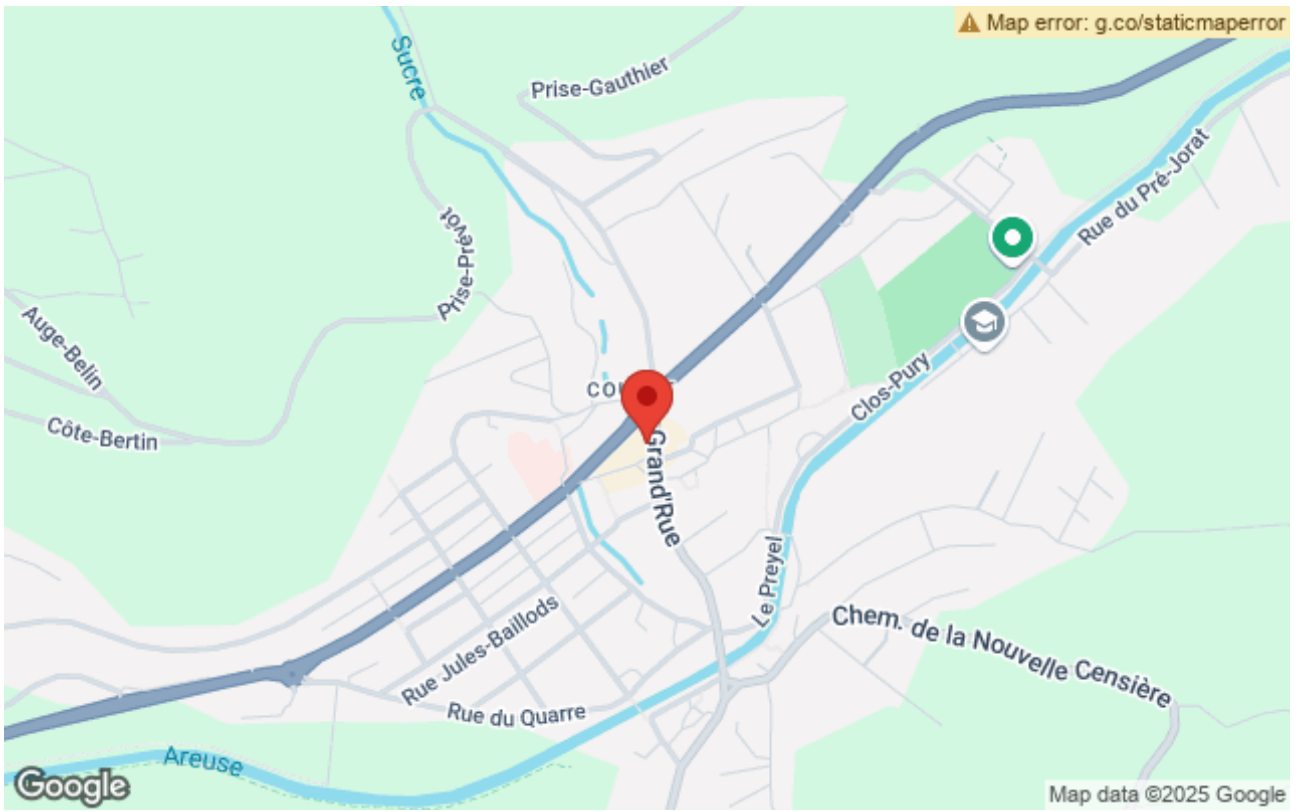 Map error: g.co/staticmaperror
Sucre
Prise-Gauthier
Rue du Pré-Jorat
Prise-Prévôt
Auge-Belin
Côte-Bertin
Clos-Pury
Grand'Rue
Le Preyel
Rue Jules-Baillods
Chem. de la Nouvelle Censière
Rue du Quarre
Areuse
Google
Map data ©2025 Google